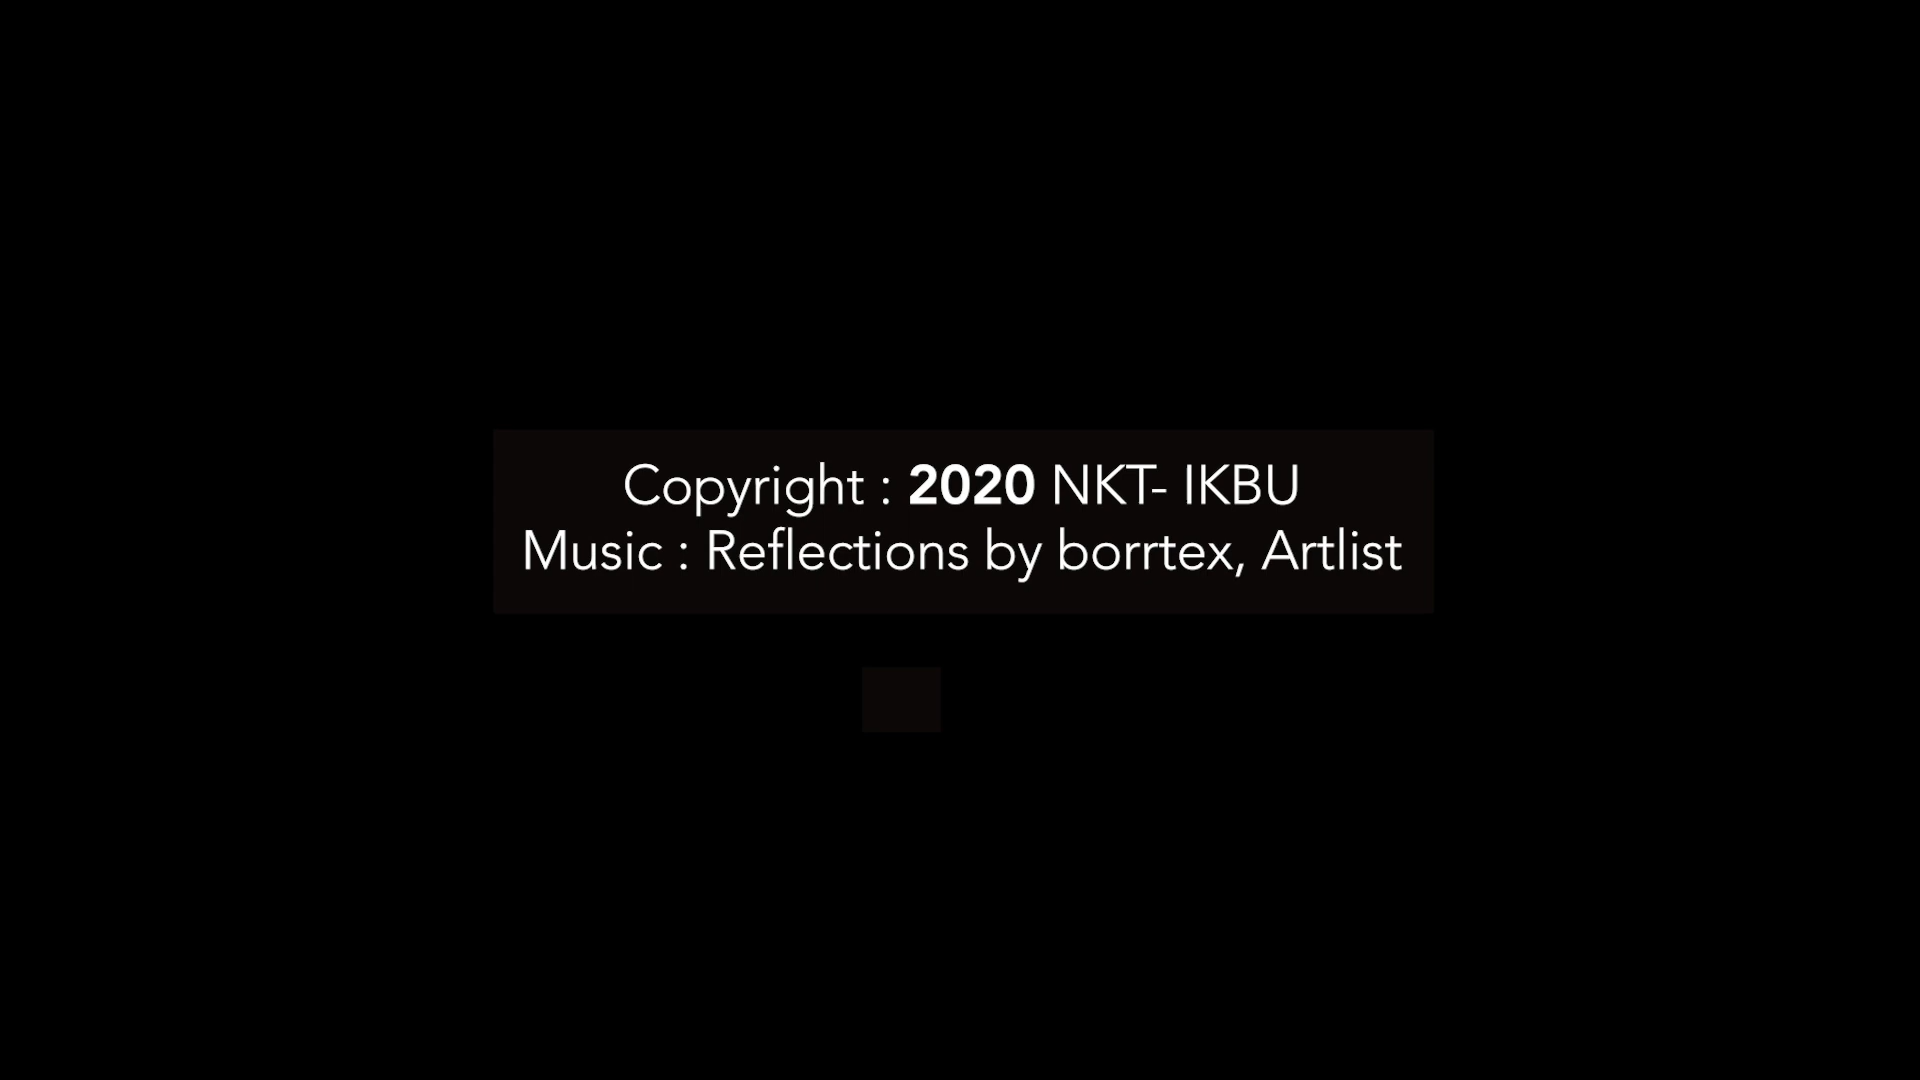 Copyright : 2020 NKT- IKBU
Music : Reflections by borrtex, Artlist